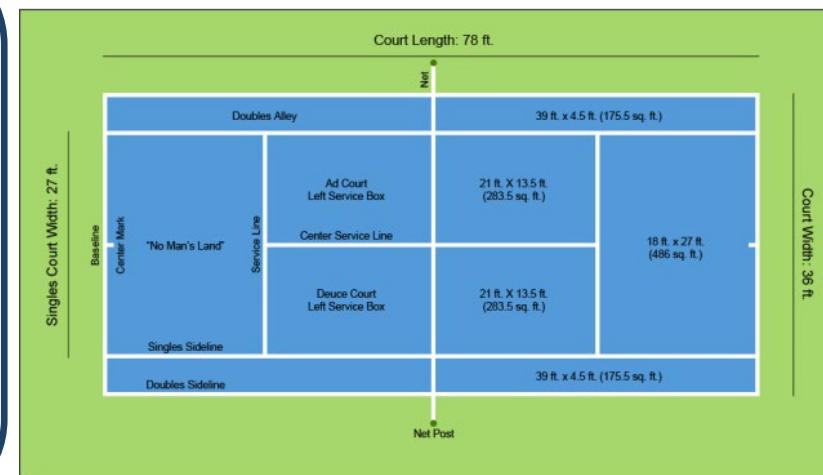 Court Length: 78 ft.
Net
Doubles Alley
39 ft. x 4.5 ft. (175.5 sq. ft.)
Singles Court Width: 27 ft.
Baseline
Center Mark
"No Man's Land"
Service Line
Ad Court
Left Service Box
21 ft. X 13.5 ft.
(283.5 sq. ft.)
Center Service Line
18 ft. x 27 ft.
(486 sq. ft.)
Court Width: 36 ft.
Deuce Court
Left Service Box
21 ft. X 13.5 ft.
(283.5 sq. ft.)
Singles Sideline
Doubles Sideline
39 ft. x 4.5 ft. (175.5 sq. ft.)
Net Post